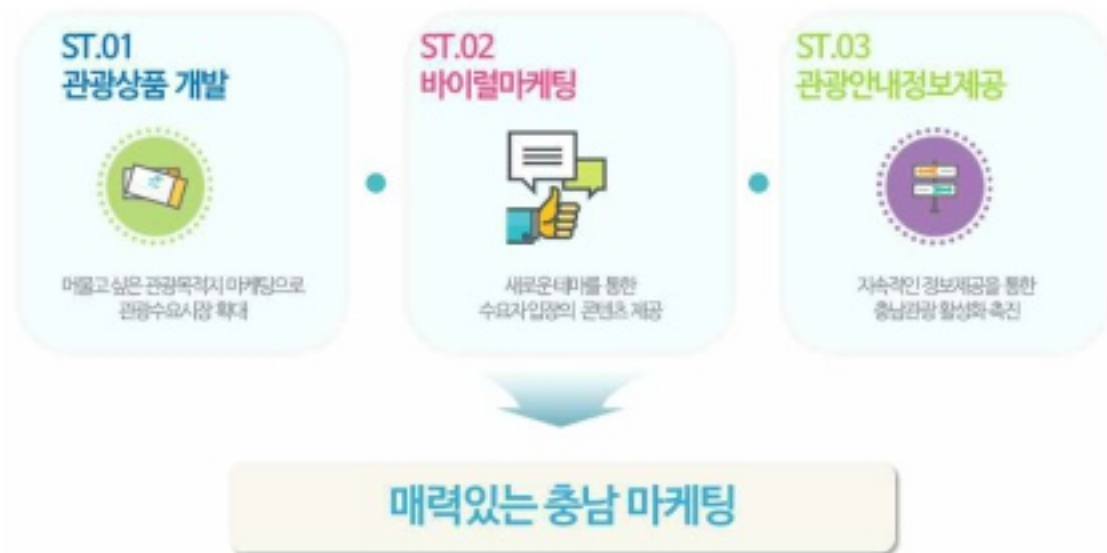 ST.01
관광상품 개발
머물고 싶은 관광목적지 마케팅으로
관광수요시장 확대
ST.02
바이럴마케팅
새로운 테마를 통한
수요자 입장의 콘텐츠 제공
ST.03
관광안내정보제공
지속적인 정보제공을 통한
충남관광 활성화 촉진
매력있는 충남 마케팅